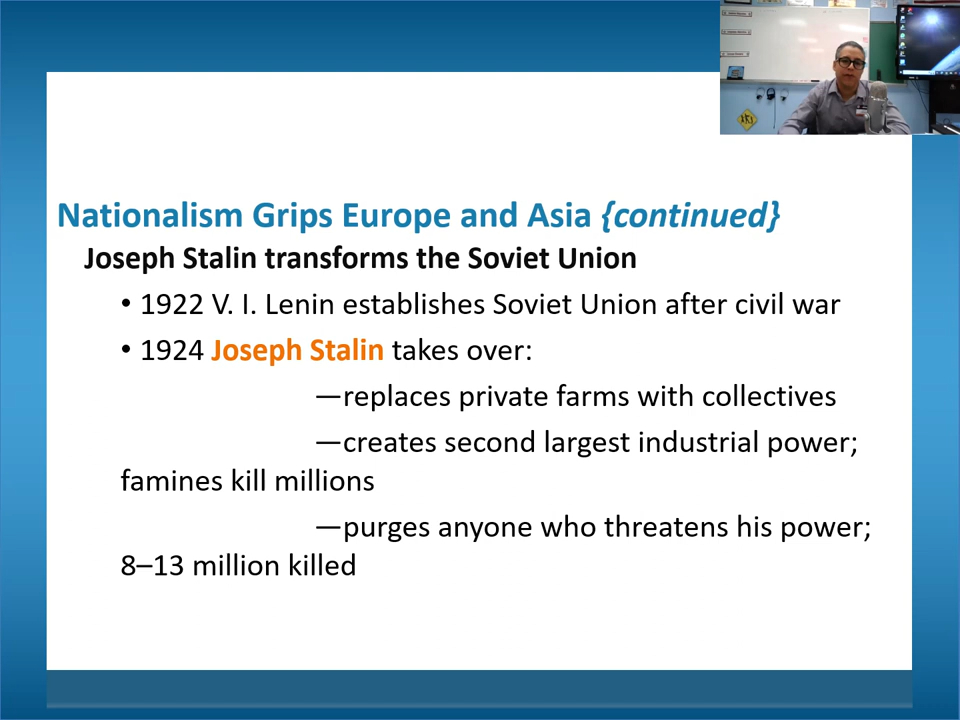 Nationalism Grips Europe and Asia {continued}
Joseph Stalin transforms the Soviet Union
• 1922 V. I. Lenin establishes Soviet Union after civil war
• 1924 Joseph Stalin takes over:
—replaces private farms with collectives
—creates second largest industrial power;
famines kill millions
—purges anyone who threatens his power;
8–13 million killed